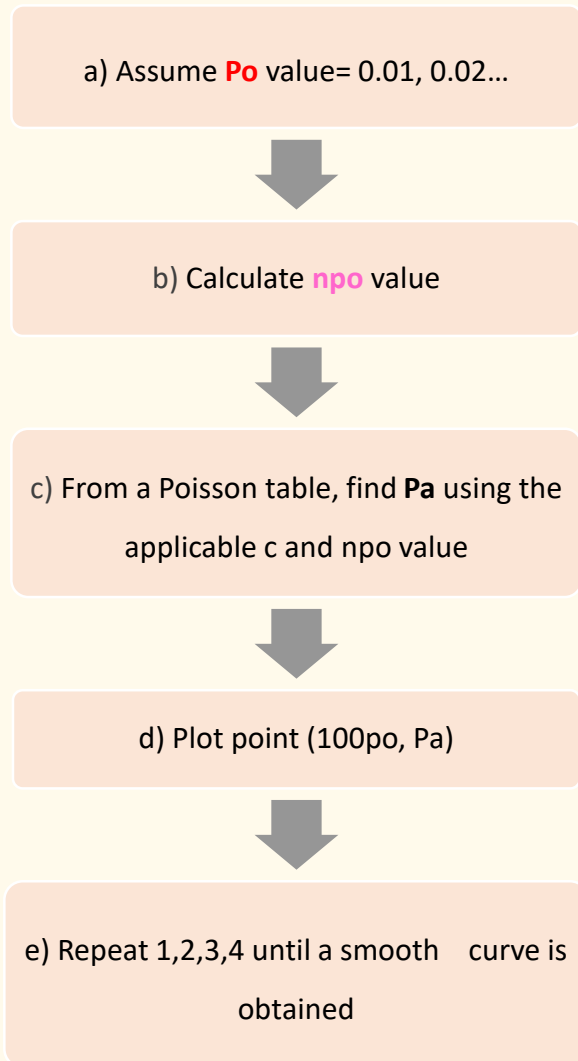 a) Assume Po value= 0.01, 0.02…
b) Calculate npo value
c) From a Poisson table, find Pa using the
applicable c and npo value
d) Plot point (100po, Pa)
e) Repeat 1,2,3,4 until a smooth curve is
obtained